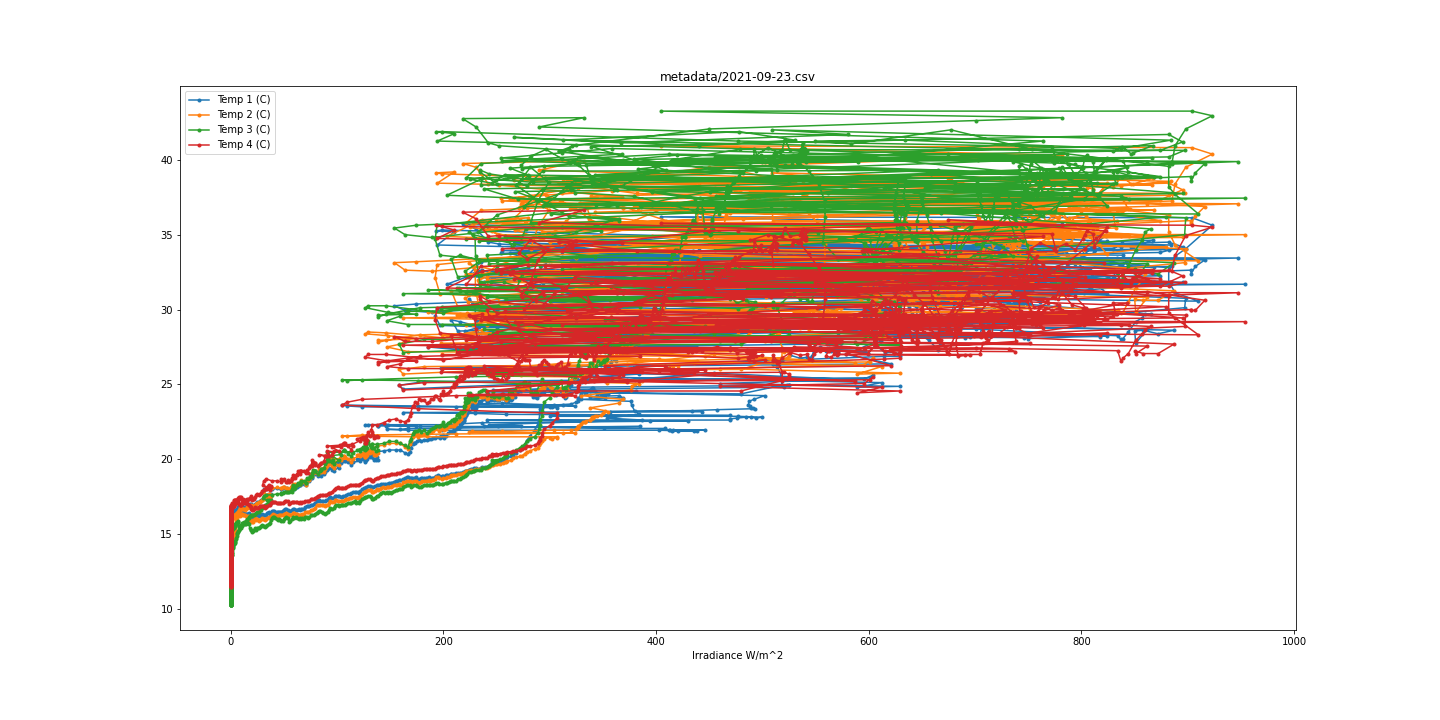 metadata/2021-09-23.csv
Temp 1 (C)
Temp 2 (C)
Temp 3 (C)
Temp 4 (C)
40
35
30
25
20
15
10
0 200 400 600 800 1000
Irradiance W/m^2